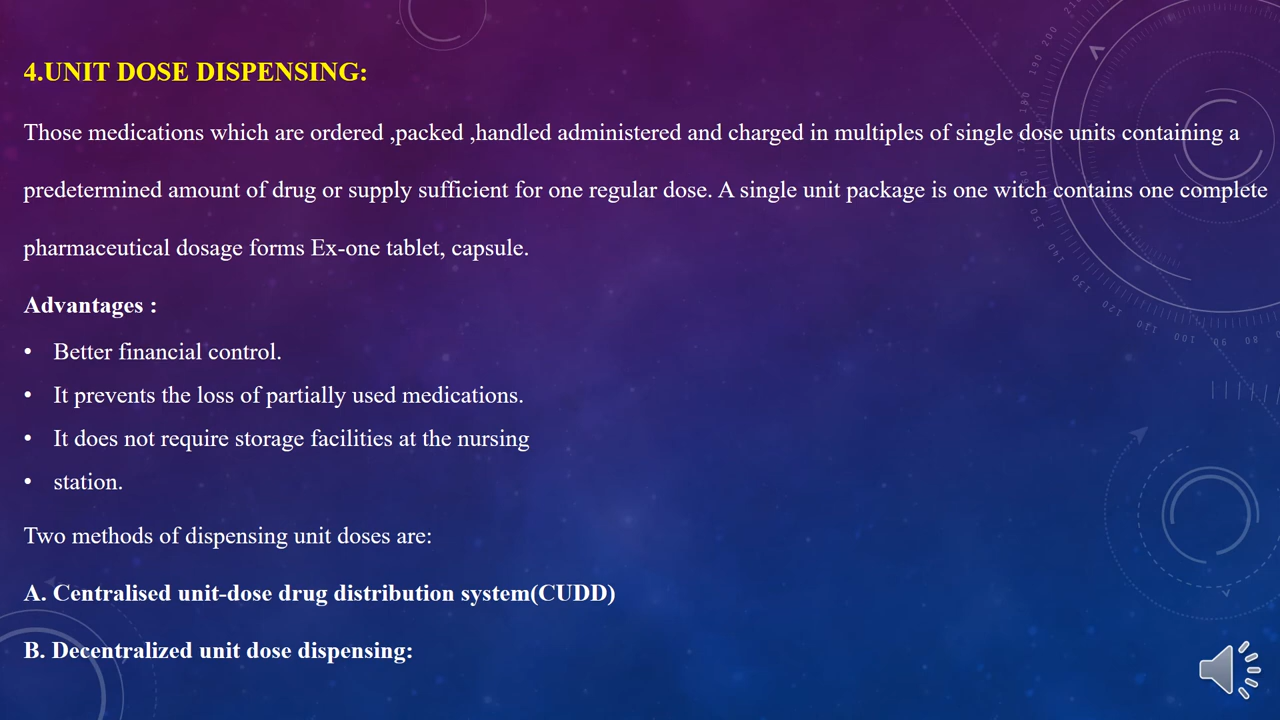 4.UNIT DOSE DISPENSING:
Those medications which are ordered ,packed ,handled administered and charged in multiples of single dose units containing a
predetermined amount of drug or supply sufficient for one regular dose. A single unit package is one witch contains one complete
pharmaceutical dosage forms Ex-one tablet, capsule.
Advantages :
• Better financial control.
• It prevents the loss of partially used medications.
• It does not require storage facilities at the nursing
• station.
Two methods of dispensing unit doses are:
A. Centralised unit-dose drug distribution system(CUDD)
B. Decentralized unit dose dispensing: